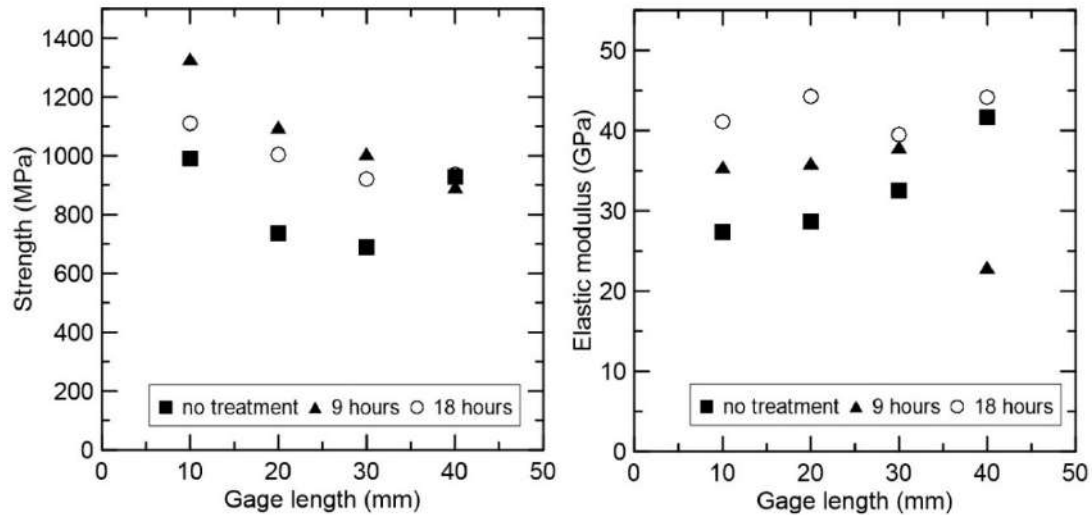 1400
1200
1000
800
600
400
200
0
Strength (MPa)
■ no treatment ▲ 9 hours ○ 18 hours
0 10 20 30 40 50
Gage length (mm)
50
40
30
20
10
0
Elastic modulus (GPa)
■ no treatment ▲ 9 hours ○ 18 hours
0 10 20 30 40 50
Gage length (mm)